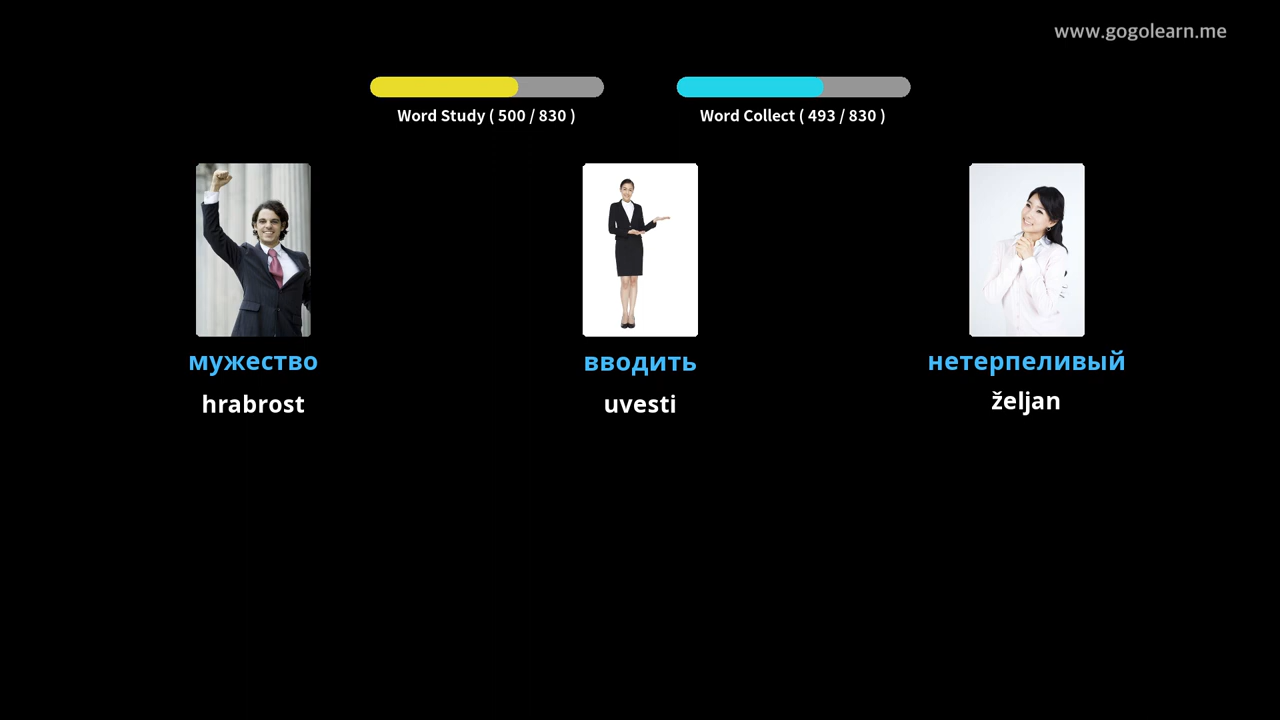 www.gogolearn.me
Word Study ( 500 / 830 )
Word Collect ( 493 / 830 )
мужество
вводить
нетерпеливый
hrabrost
uvesti
željan